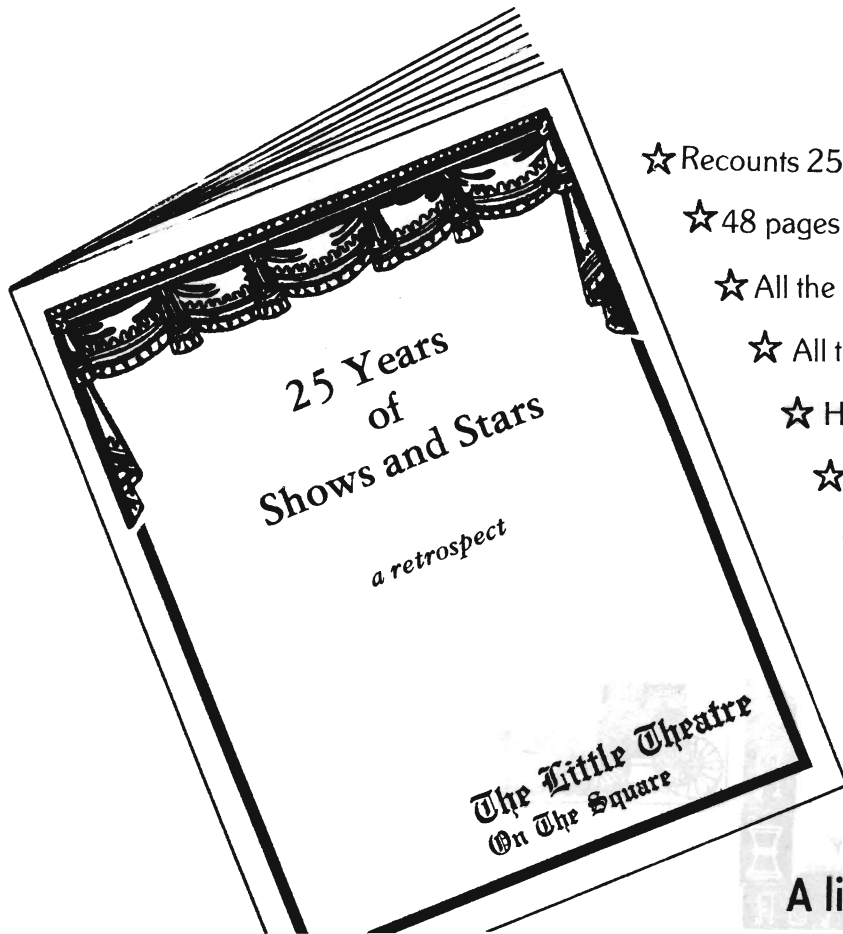 ☆ Recounts 25
☆ 48 pages
☆ All the
☆ All t
☆ H
☆
25 Years
of
Shows and Stars
a retrospect
The Little Theatre
On The Square
A li